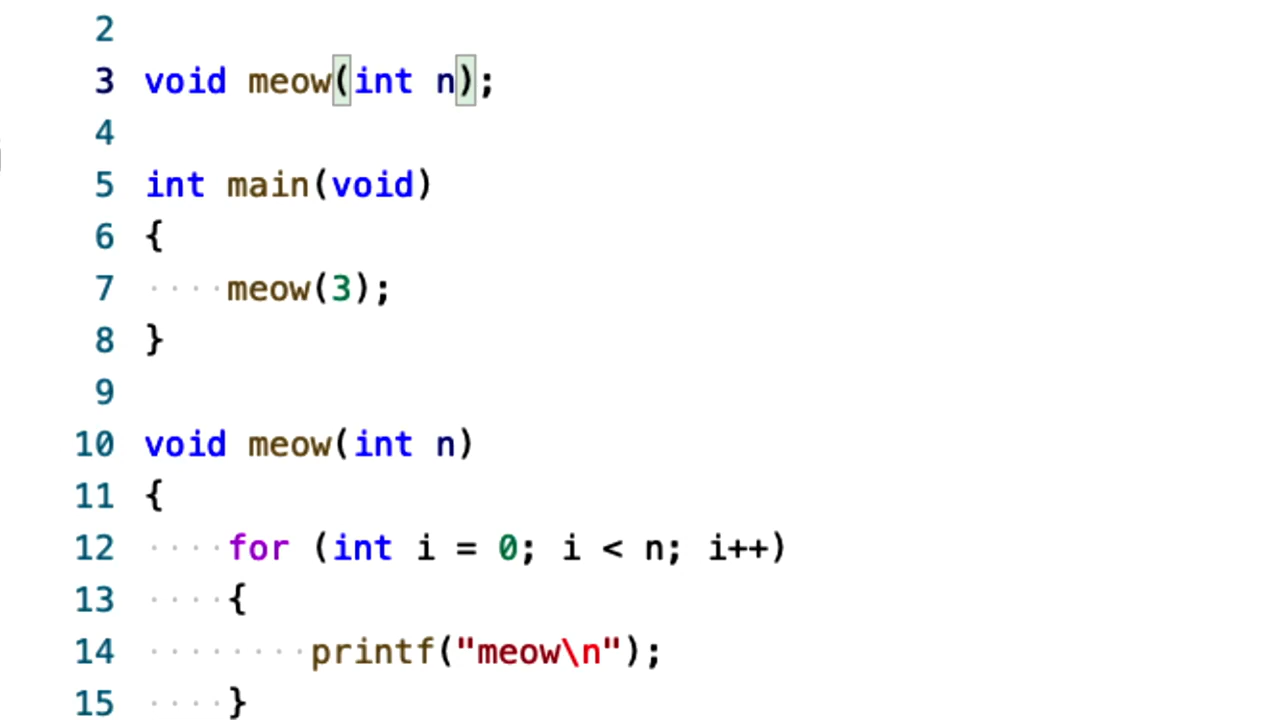 2
3 void meow(int n);
4
5 int main(void)
6 {
7 ····meow(3);
8 }
9
10 void meow(int n)
11 {
12 ····for (int i = 0; i < n; i++)
13 ····{
14 ········printf("meow\n");
15 ····}